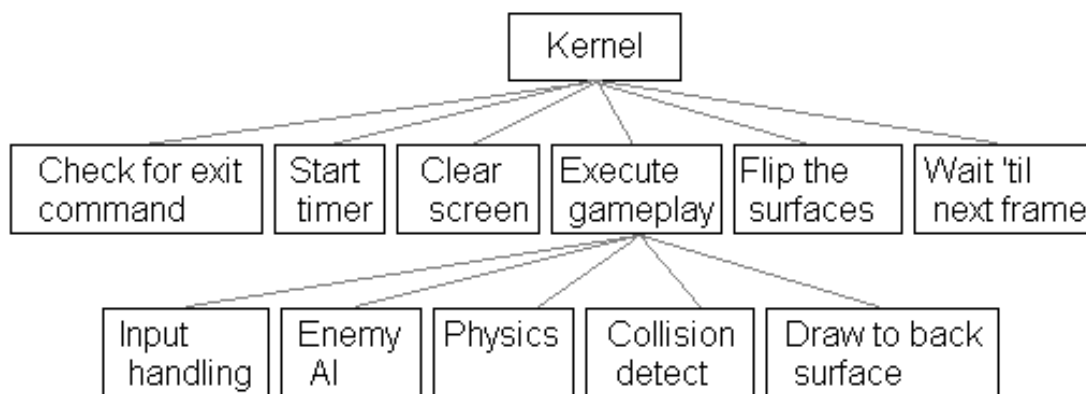 Kernel
Check for exit
command
Start
timer
Clear
screen
Execute
gameplay
Flip the
surfaces
Wait 'til
next frame
Input
handling
Enemy
AI
Physics
Collision
detect
Draw to back
surface